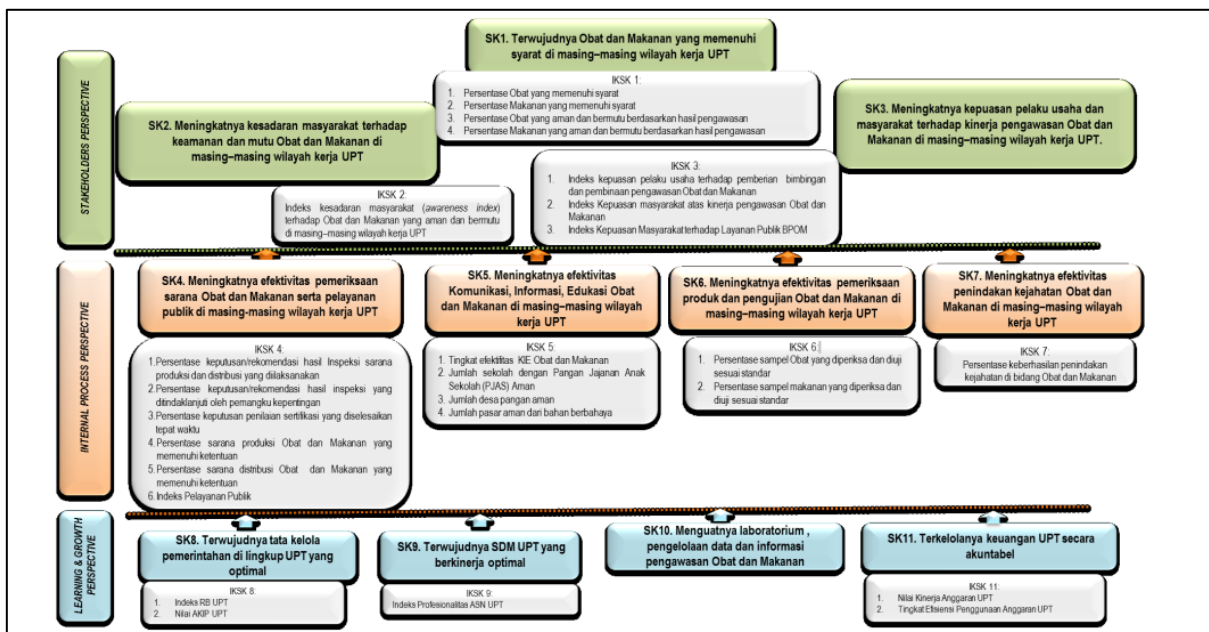 STAKEHOLDERS PERSPECTIVE
SK1. Terwujudnya Obat dan Makanan yang memenuhi
syarat di masing–masing wilayah kerja UPT
IKSK 1:
1. Persentase Obat yang memenuhi syarat
2. Persentase Makanan yang memenuhi syarat
3. Persentase Obat yang aman dan bermutu berdasarkan hasil pengawasan
4. Persentase Makanan yang aman dan bermutu berdasarkan hasil pengawasan
SK2. Meningkatnya kesadaran masyarakat terhadap
keamanan dan mutu Obat dan Makanan di
masing–masing wilayah kerja UPT
IKSK 2:
Indeks kesadaran masyarakat (awareness index)
terhadap Obat dan Makanan yang aman dan bermutu
di masing–masing wilayah kerja UPT
SK3. Meningkatnya kepuasan pelaku usaha dan
masyarakat terhadap kinerja pengawasan Obat dan
Makanan di masing–masing wilayah kerja UPT.
IKSK 3:
1. Indeks kepuasan pelaku usaha terhadap pemberian bimbingan
dan pembinaan pengawasan Obat dan Makanan
2. Indeks Kepuasan masyarakat atas kinerja pengawasan Obat dan
Makanan
3. Indeks Kepuasan Masyarakat terhadap Layanan Publik BPOM
INTERNAL PROCESS PERSPECTIVE
SK4. Meningkatnya efektivitas pemeriksaan
sarana Obat dan Makanan serta pelayanan
publik di masing-masing wilayah kerja UPT
IKSK 4:
1. Persentase keputusan/rekomendasi hasil Inspeksi sarana
produksi dan distribusi yang dilaksanakan
2. Persentase keputusan/rekomendasi hasil inspeksi yang
ditindaklanjuti oleh pemangku kepentingan
3. Persentase keputusan penilaian sertifikasi yang diselesaikan
tepat waktu
4. Persentase sarana produksi Obat dan Makanan yang
memenuhi ketentuan
5. Persentase sarana distribusi Obat dan Makanan yang
memenuhi ketentuan
6. Indeks Pelayanan Publik
SK5. Meningkatnya efektivitas
Komunikasi, Informasi, Edukasi Obat
dan Makanan di masing–masing wilayah
kerja UPT
IKSK 5:
1. Tingkat efektifitas KIE Obat dan Makanan
2. Jumlah sekolah dengan Pangan Jajanan Anak
Sekolah (PJAS) Aman
3. Jumlah desa pangan aman
4. Jumlah pasar aman dari bahan berbahaya
SK6. Meningkatnya efektivitas pemeriksaan
produk dan pengujian Obat dan Makanan di
masing–masing wilayah kerja UPT
IKSK 6:
1. Persentase sampel Obat yang diperiksa dan diuji
sesuai standar
2. Persentase sampel makanan yang diperiksa dan
diuji sesuai standar
SK7. Meningkatnya efektivitas
penindakan kejahatan Obat dan
Makanan di masing–masing wilayah
kerja UPT
IKSK 7:
Persentase keberhasilan penindakan
kejahatan di bidang Obat dan Makanan
LEARNING & GROWTH
PERSPECTIVE
SK8. Terwujudnya tata kelola
pemerintahan di lingkup UPT yang
optimal
IKSK 8:
1. Indeks RB UPT
2. Nilai AKIP UPT
SK9. Terwujudnya SDM UPT yang
berkinerja optimal
IKSK 9:
Indeks Profesionalitas ASN UPT
SK10. Menguatnya laboratorium ,
pengelolaan data dan informasi
pengawasan Obat dan Makanan
SK11. Terkelolanya keuangan UPT secara
akuntabel
IKSK 11:
1. Nilai Kinerja Anggaran UPT
2. Tingkat Efisiensi Penggunaan Anggaran UPT